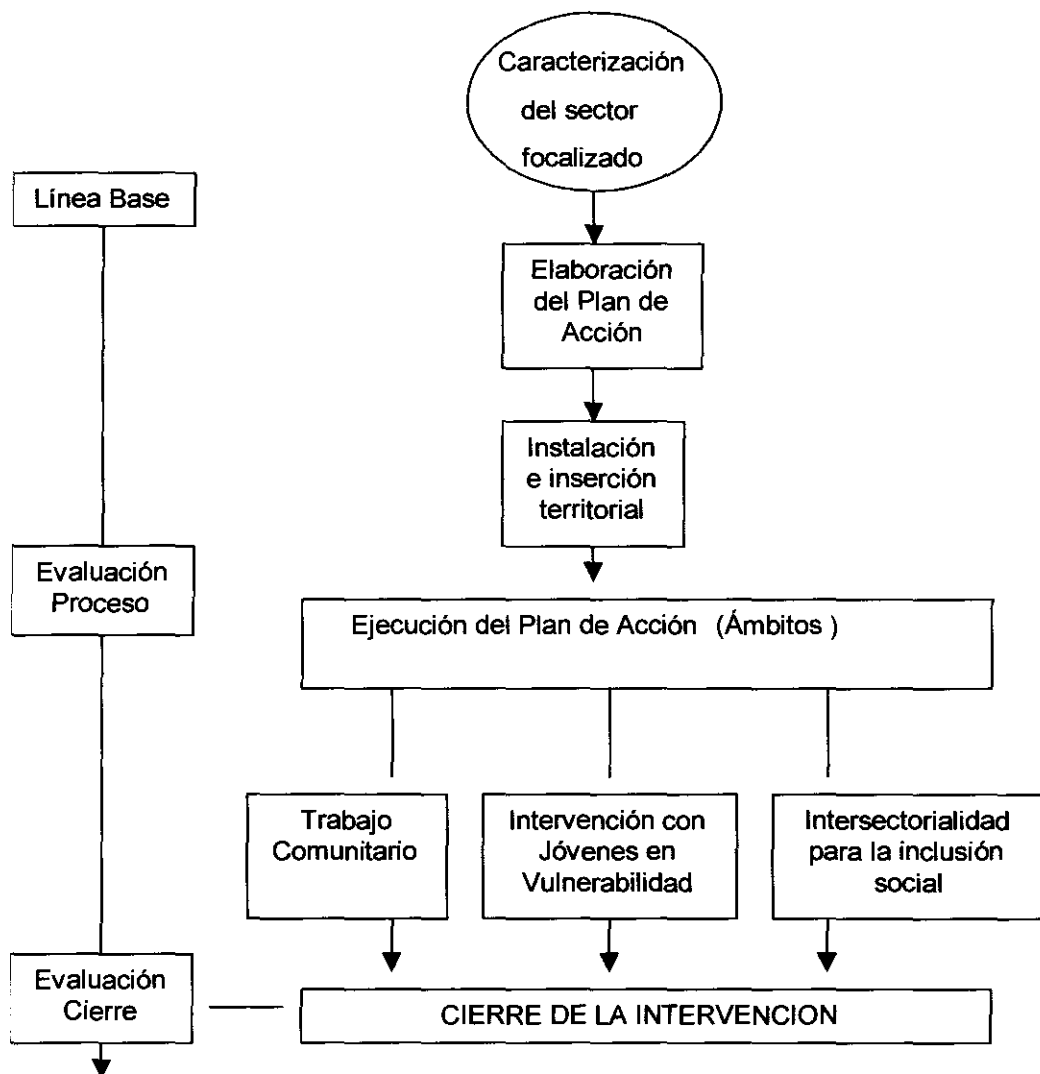 Caracterización
del sector
focalizado
Línea Base
Elaboración
del Plan de
Acción
Instalación
e inserción
territorial
Evaluación
Proceso
Ejecución del Plan de Acción (Ámbitos )
Trabajo
Comunitario
Intervención con
Jóvenes en
Vulnerabilidad
Intersectorialidad
para la inclusión
social
Evaluación
Cierre
CIERRE DE LA INTERVENCION